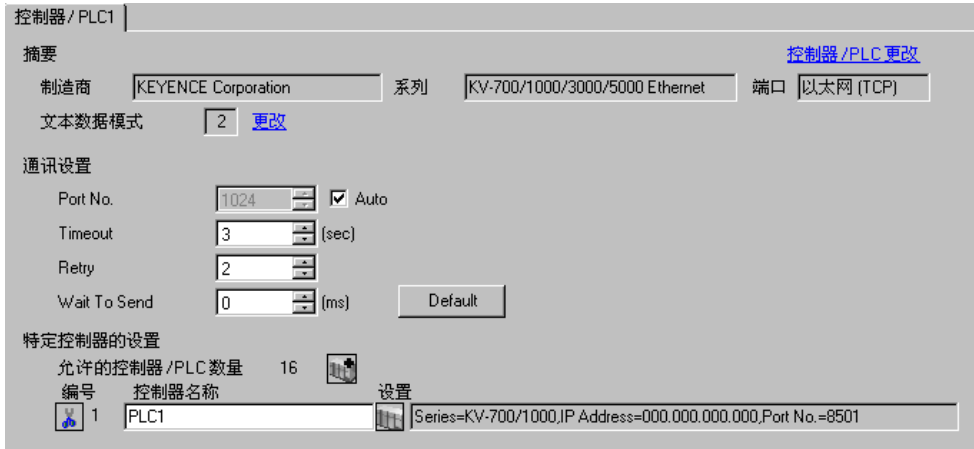 控制器/PLC1
摘要 控制器/PLC更改
制造商 KEYENCE Corporation 系列 KV-700/1000/3000/5000 Ethernet 端口 以太网 (TCP)
文本数据模式 2 更改
通讯设置
Port No. 1024 Auto
Timeout 3 (sec)
Retry 2
Wait To Send 0 (ms) Default
特定控制器的设置
允许的控制器/PLC数量 16
编号 控制器名称 设置
1 PLC1 Series=KV-700/1000,IP Address=000.000.000.000,Port No.=8501